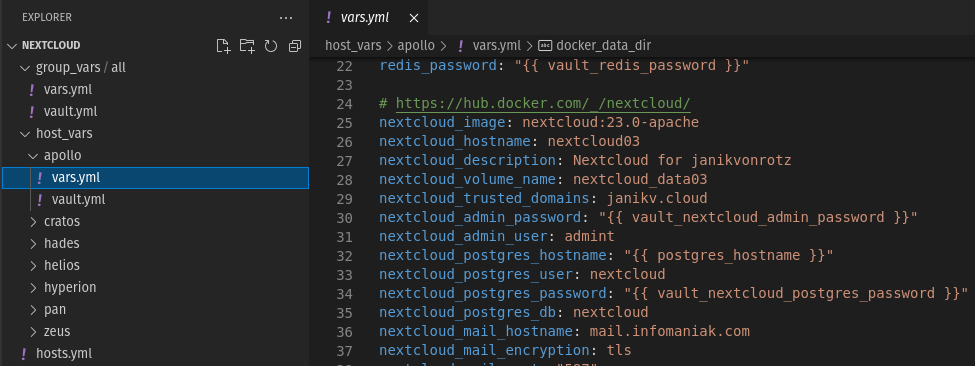 EXPLORER
NEXTCLOUD
group_vars / all
! vars.yml
! vault.yml
host_vars
apollo
! vars.yml
! vault.yml
cratos
hades
helios
hyperion
pan
zeus
! hosts.yml
! vars.yml ×
host_vars > apollo > ! vars.yml > abc docker_data_dir
22 redis_password: "{{ vault_redis_password }}"
23
24 # https://hub.docker.com/_/nextcloud/
25 nextcloud_image: nextcloud:23.0-apache
26 nextcloud_hostname: nextcloud03
27 nextcloud_description: Nextcloud for janikvonrotz
28 nextcloud_volume_name: nextcloud_data03
29 nextcloud_trusted_domains: janikv.cloud
30 nextcloud_admin_password: "{{ vault_nextcloud_admin_password }}"
31 nextcloud_admin_user: admint
32 nextcloud_postgres_hostname: "{{ postgres_hostname }}"
33 nextcloud_postgres_user: nextcloud
34 nextcloud_postgres_password: "{{ vault_nextcloud_postgres_password }}"
35 nextcloud_postgres_db: nextcloud
36 nextcloud_mail_hostname: mail.infomaniak.com
37 nextcloud_mail_encryption: tls